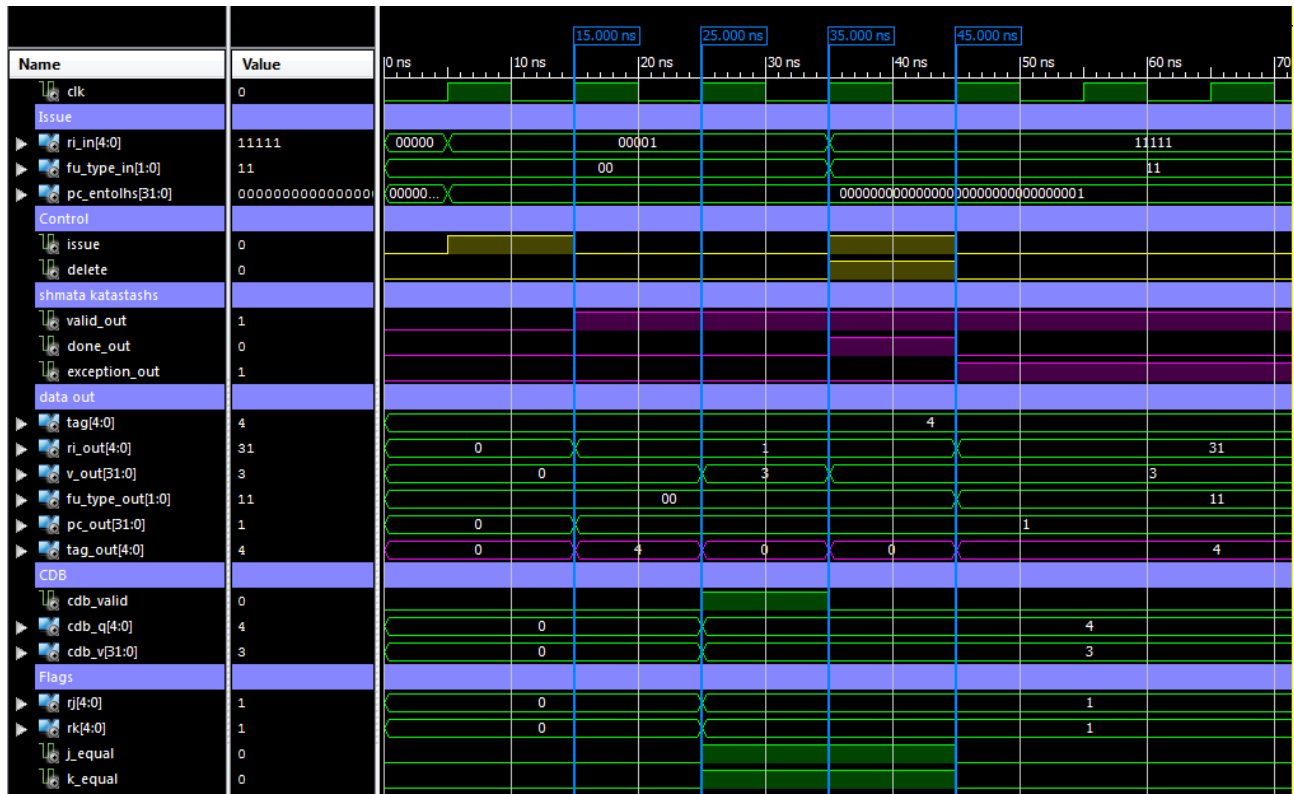 15.000 ns 25.000 ns 35.000 ns 45.000 ns
Name Value 0 ns 10 ns 20 ns 30 ns 40 ns 50 ns 60 ns 70
clk 0
Issue
ri_in[4:0] 11111 00000 00001 11111
fu_type_in[1:0] 11 00 11
pc_entolhs[31:0] 0000000000000000 00000... 00000000000000000000000000000001
Control
issue 0
delete 0
shmata katastashs
valid_out 1
done_out 0
exception_out 1
data out
tag[4:0] 4 4
ri_out[4:0] 31 0 1 31
v_out[31:0] 3 0 3 3
fu_type_out[1:0] 11 00 11
pc_out[31:0] 1 0 1
tag_out[4:0] 4 0 4 0 0 4
CDB
cdb_valid 0
cdb_q[4:0] 4 0 4
cdb_v[31:0] 3 0 3
Flags
rj[4:0] 1 0 1
rk[4:0] 1 0 1
j_equal 0
k_equal 0